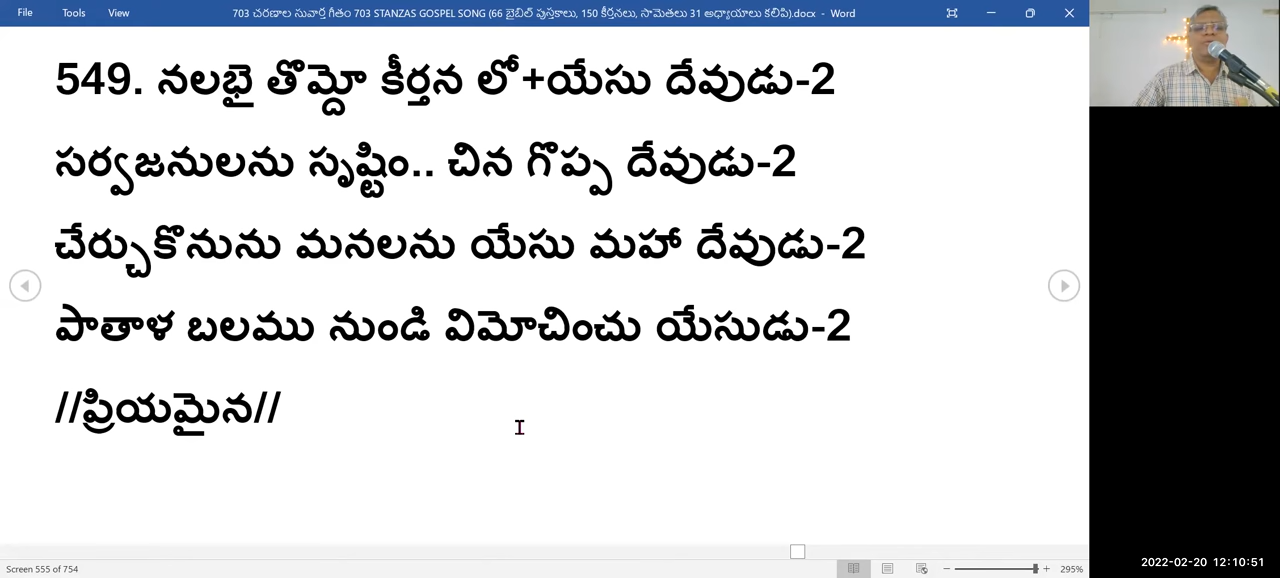 File Tools View 703 చరణాల సువార్త గీతం 703 STANZAS GOSPEL SONG (66 బైబిల్ పుస్తకాలు, 150 కీర్తనలు, సామెతలు 31 అధ్యాయాలు కలిపి).docx - Word
549. నలభై తొమ్దో కీర్తన లో+యేసు దేవుడు-2
సర్వజనులను సృష్టిం.. చిన గొప్ప దేవుడు-2
చేర్చుకొనును మనలను యేసు మహా దేవుడు-2
పాతాళ బలము నుండి విమోచించు యేసుడు-2
//ప్రియమైన//
Screen 555 of 754 295%
2022-02-20 12:10:51